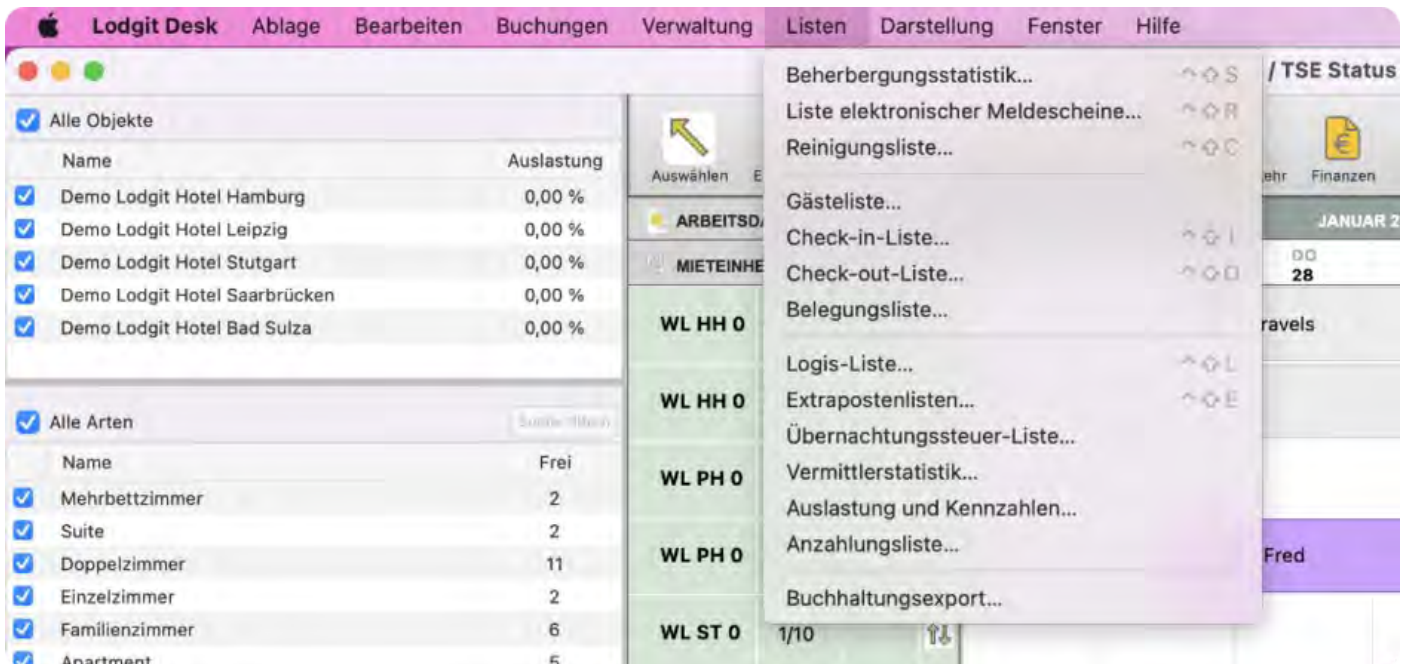 Lodgit Desk Ablage Bearbeiten Buchungen Verwaltung Listen Darstellung Fenster Hilfe
/ TSE Status
Alle Objekte
Name Auslastung
Demo Lodgit Hotel Hamburg 0,00 %
Demo Lodgit Hotel Leipzig 0,00 %
Demo Lodgit Hotel Stutgart 0,00 %
Demo Lodgit Hotel Saarbrücken 0,00 %
Demo Lodgit Hotel Bad Sulza 0,00 %
Alle Arten
Name Frei
Mehrbettzimmer 2
Suite 2
Doppelzimmer 11
Einzelzimmer 2
Familienzimmer 6
Apartment 5
Auswählen E
ARBEITSDA
MIETEINHE
WL HH 0
WL HH 0
WL PH 0
WL PH 0
WL ST 0 1/10
Beherbergungsstatistik... ^⇧S
Liste elektronischer Meldescheine... ^⇧R
Reinigungsliste... ^⇧C
Gästeliste...
Check-in-Liste... ^⇧I
Check-out-Liste... ^⇧O
Belegungsliste...
Logis-Liste... ^⇧L
Extrapostenlisten... ^⇧E
Übernachtungssteuer-Liste...
Vermittlerstatistik...
Auslastung und Kennzahlen...
Anzahlungsliste...
Buchhaltungsexport...
ehr Finanzen
JANUAR 2
DO
28
ravels
Fred